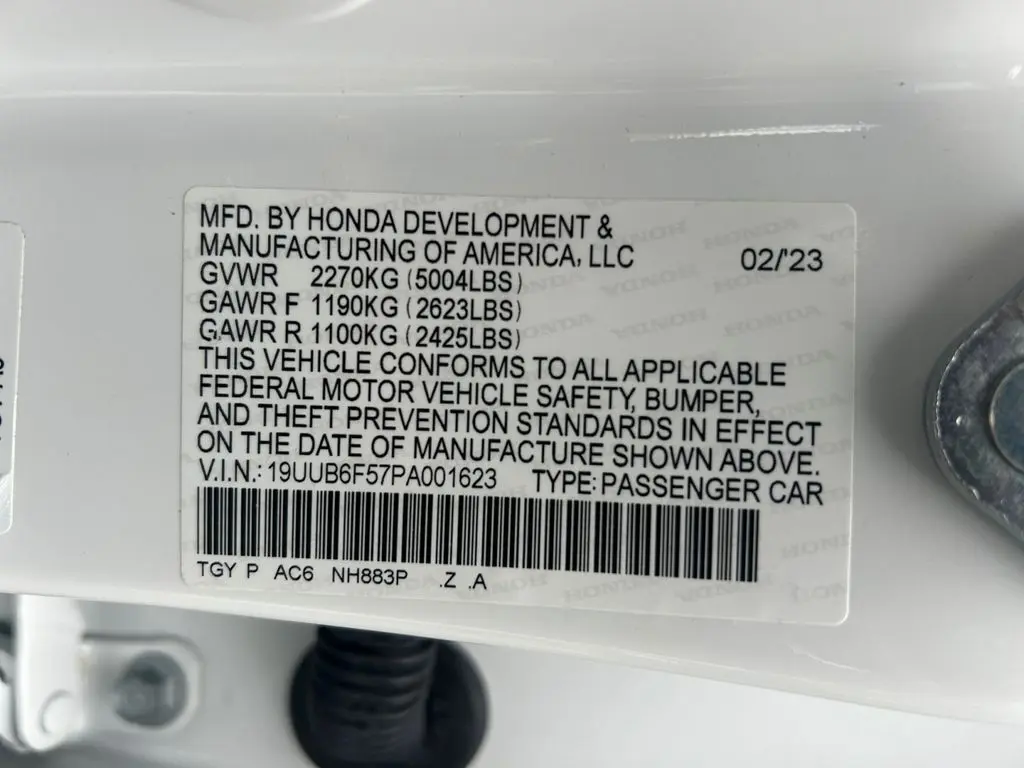 MFD. BY HONDA DEVELOPMENT &
MANUFACTURING OF AMERICA, LLC 02/'23
GVWR 2270KG (5004LBS)
GAWR F 1190KG (2623LBS)
GAWR R 1100KG (2425LBS)
THIS VEHICLE CONFORMS TO ALL APPLICABLE
FEDERAL MOTOR VEHICLE SAFETY, BUMPER,
AND THEFT PREVENTION STANDARDS IN EFFECT
ON THE DATE OF MANUFACTURE SHOWN ABOVE.
V.I.N.: 19UUB6F57PA001623 TYPE: PASSENGER CAR
TGY P AC6 NH883P .Z .A